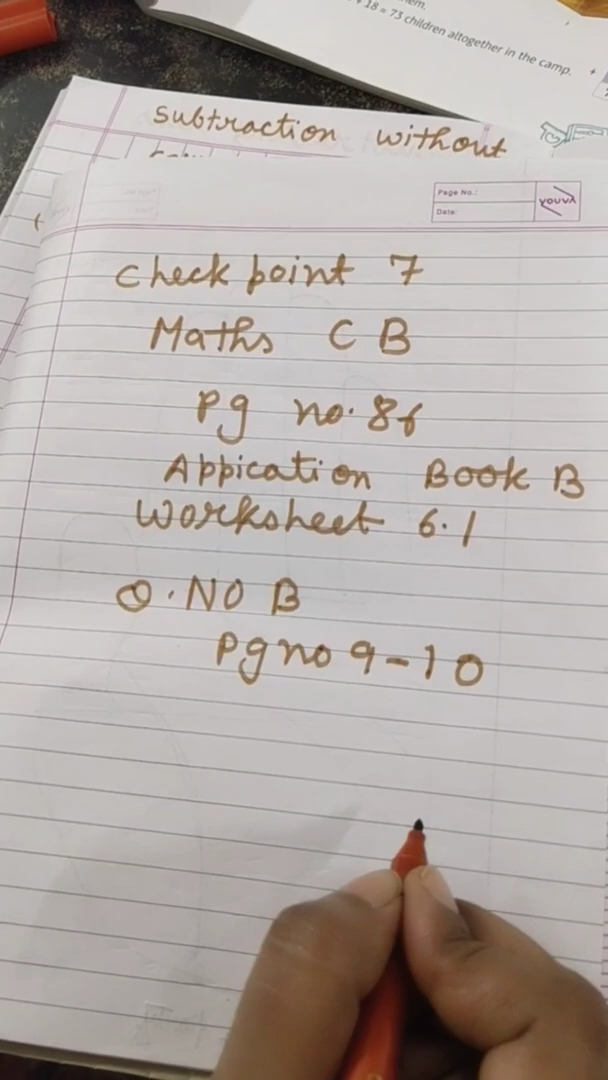 + 18 = 73 children altogether in the camp.
subtraction without
Page No.:
Date:
YOUVA
Check point 7
Maths C B
Pg no. 86
Appication Book B
Worksheet 6.1
Q. NO B
Pg no 9-10